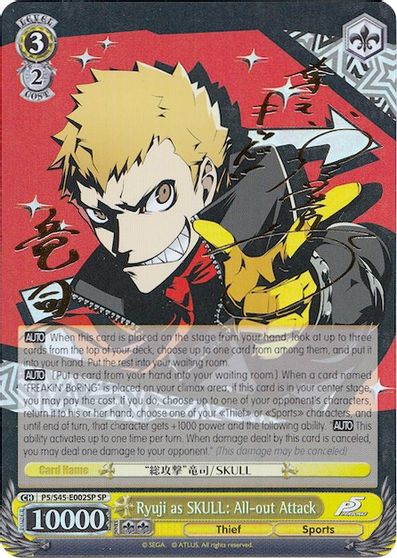 LEVEL
3
2
COST
竜司
AUTO When this card is placed on the stage from your hand, look at up to three
cards from the top of your deck, choose up to one card from among them, and put it
into your hand. Put the rest into your waiting room.
AUTO [Put a card from your hand into your waiting room] When a card named
"FREAKIN' BoRiNG" is placed on your climax area, if this card is in your center stage,
you may pay the cost. If you do, choose up to one of your opponent's characters,
return it to his or her hand, choose one of your «Thief» or «Sports» characters, and
until end of turn, that character gets +1000 power and the following ability. "AUTO This
ability activates up to one time per turn. When damage dealt by this card is canceled,
you may deal one damage to your opponent." (This damage may be canceled)
Card Name
"総攻撃"竜司/SKULL
CH P5/S45-E002SP SP
Ryuji as SKULL: All-out Attack
P5
POWER
10000
Thief
Sports
© SEGA. © ATLUS. All rights reserved.